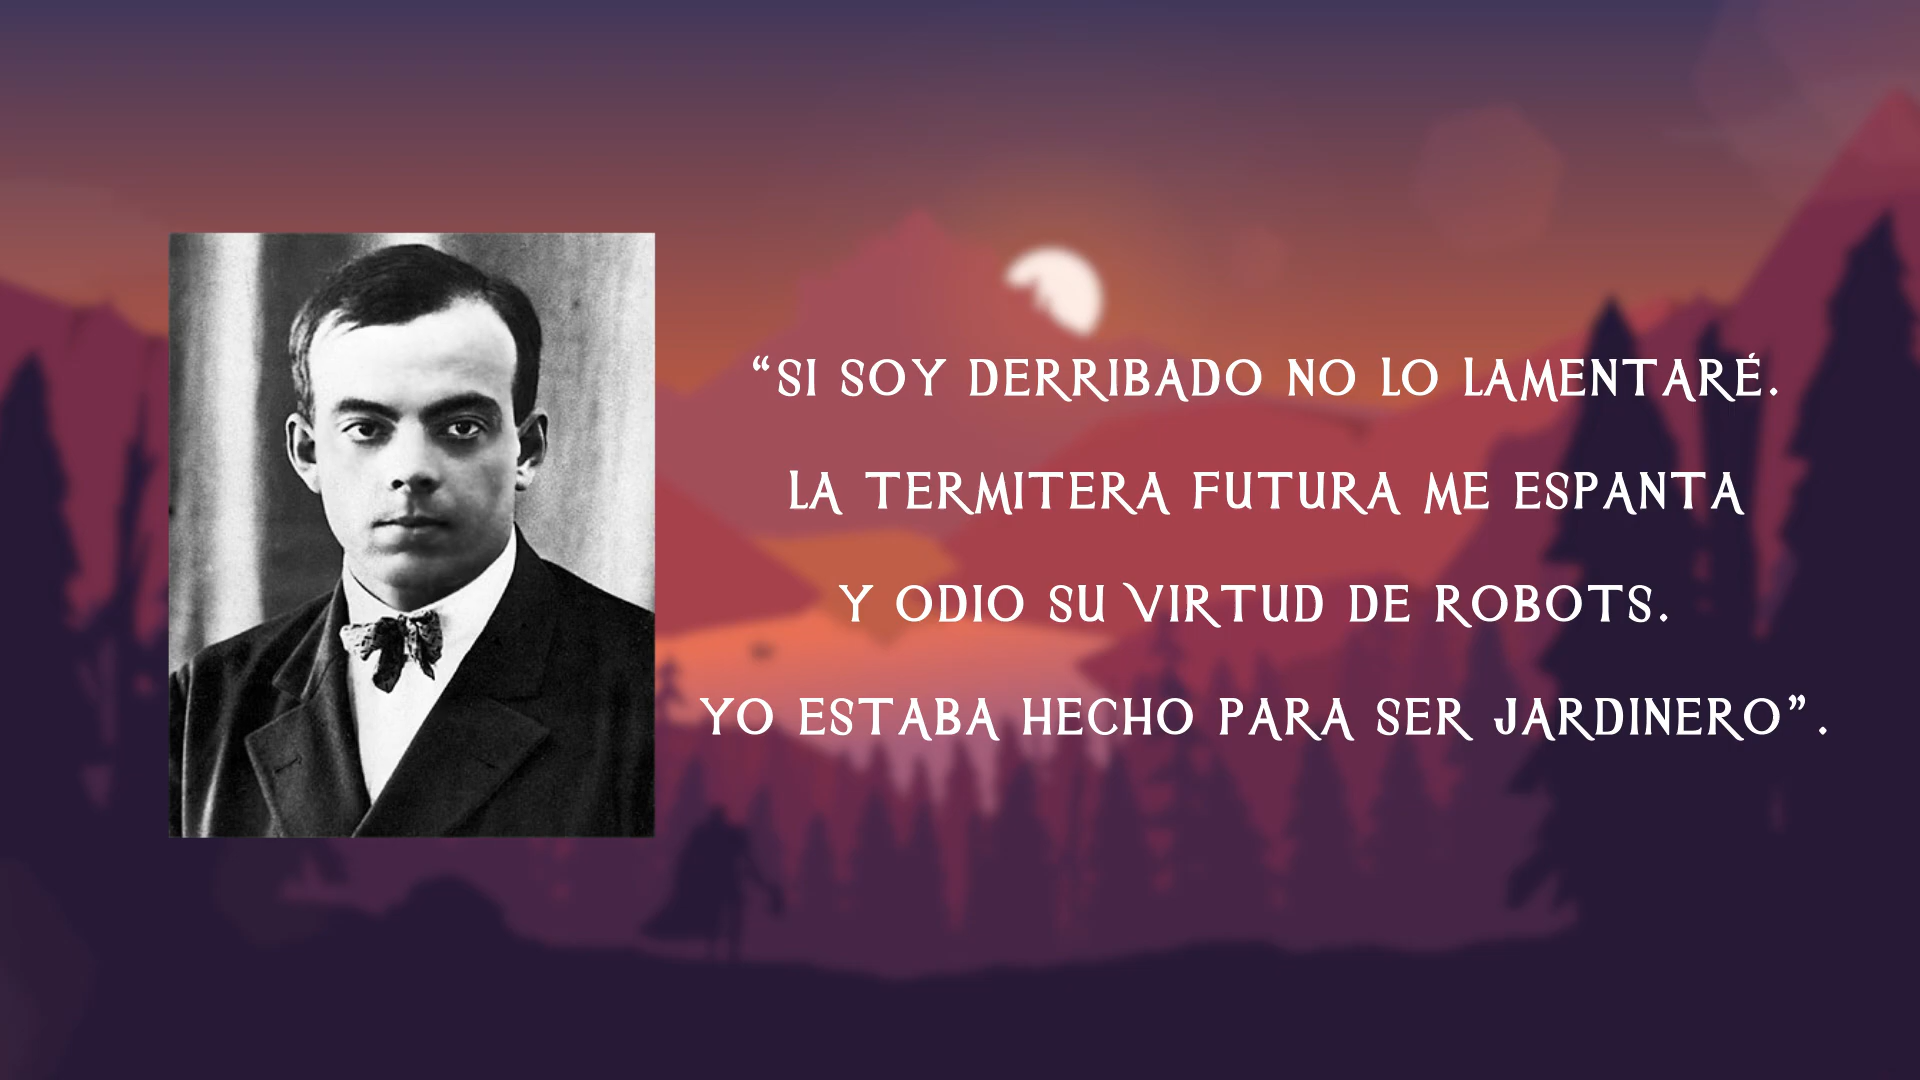 “SI SOY DERRIBADO NO LO LAMENTARÉ.
LA TERMITERA FUTURA ME ESPANTA
Y ODIO SU VIRTUD DE ROBOTS.
YO ESTABA HECHO PARA SER JARDINERO”.